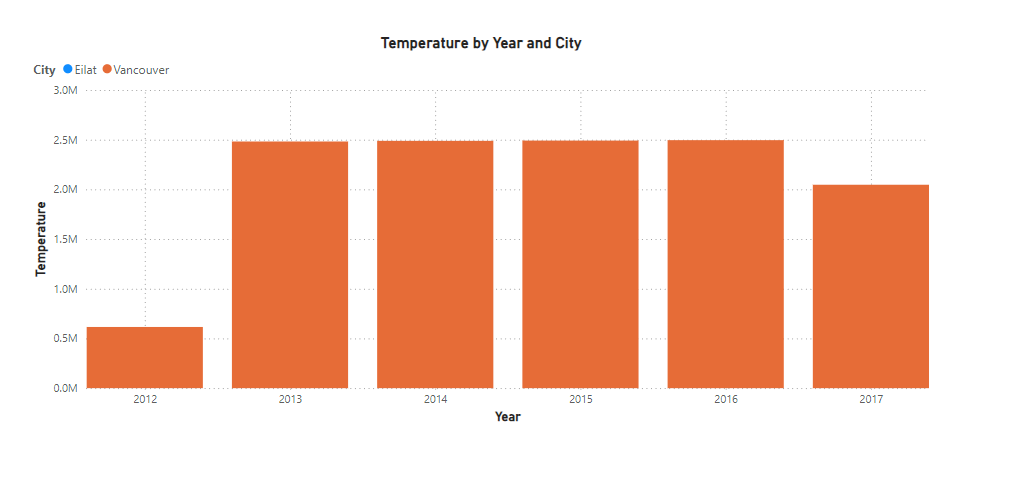 Temperature by Year and City
City Eilat Vancouver
3.0M
2.5M
2.0M
1.5M
1.0M
0.5M
0.0M
Temperature
2012 2013 2014 2015 2016 2017
Year